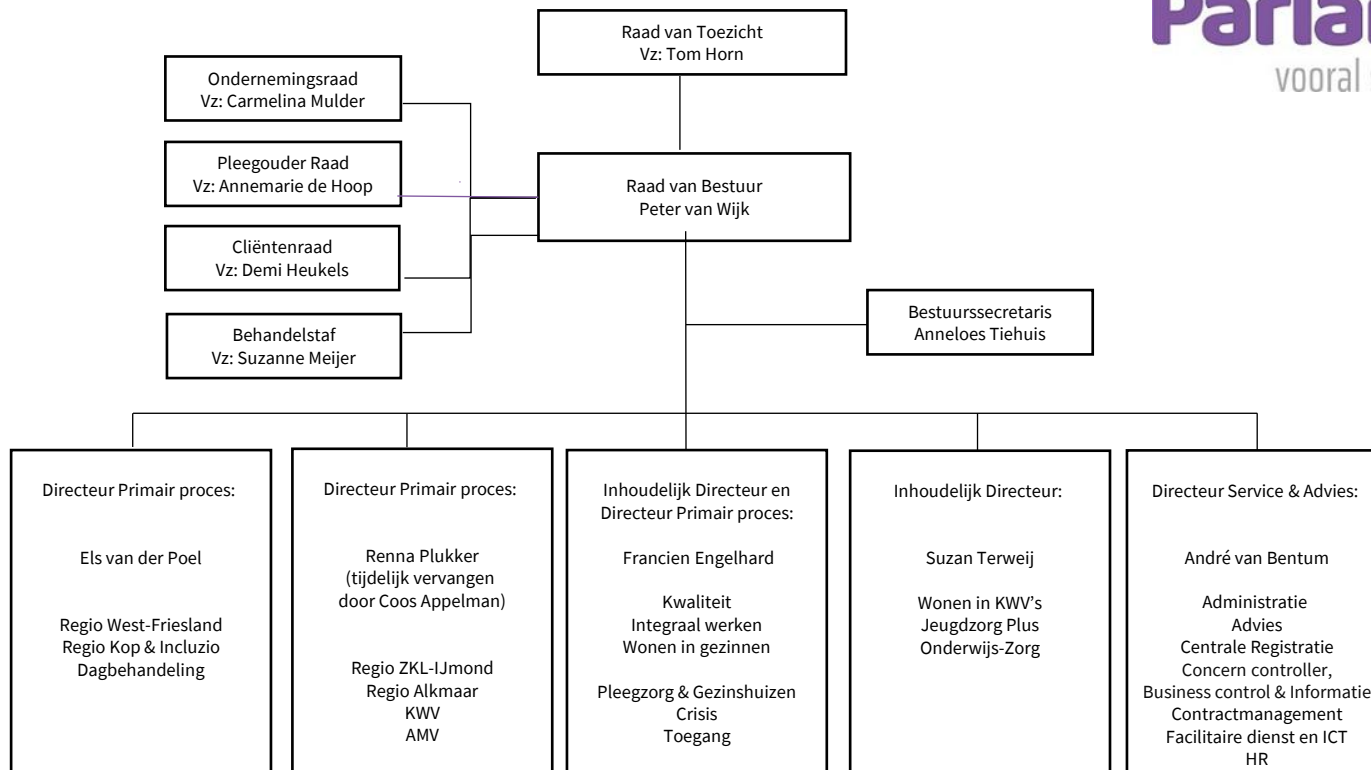 Raad van Toezicht
Vz: Tom Horn
vooral
Ondernemingsraad
Vz: Carmelina Mulder
Pleegouder Raad
Vz: Annemarie de Hoop
Raad van Bestuur
Peter van Wijk
Cliëntenraad
Vz: Demi Heukels
Behandelstaf
Vz: Suzanne Meijer
Bestuurssecretaris
Anneloes Tiehuis
Directeur Primair proces:
Els van der Poel
Regio West-Friesland
Regio Kop & Incluzio
Dagbehandeling
Directeur Primair proces:
Renna Plukker
(tijdelijk vervangen
door Coos Appelman)
Regio ZKL-IJmond
Regio Alkmaar
KWV
AMV
Inhoudelijk Directeur en
Directeur Primair proces:
Francien Engelhard
Kwaliteit
Integraal werken
Wonen in gezinnen
Pleegzorg & Gezinshuizen
Crisis
Toegang
Inhoudelijk Directeur:
Suzan Terweij
Wonen in KWV's
Jeugdzorg Plus
Onderwijs-Zorg
Directeur Service & Advies:
André van Bentum
Administratie
Advies
Centrale Registratie
Concern controller,
Business control & Informatie
Contractmanagement
Facilitaire dienst en ICT
HR